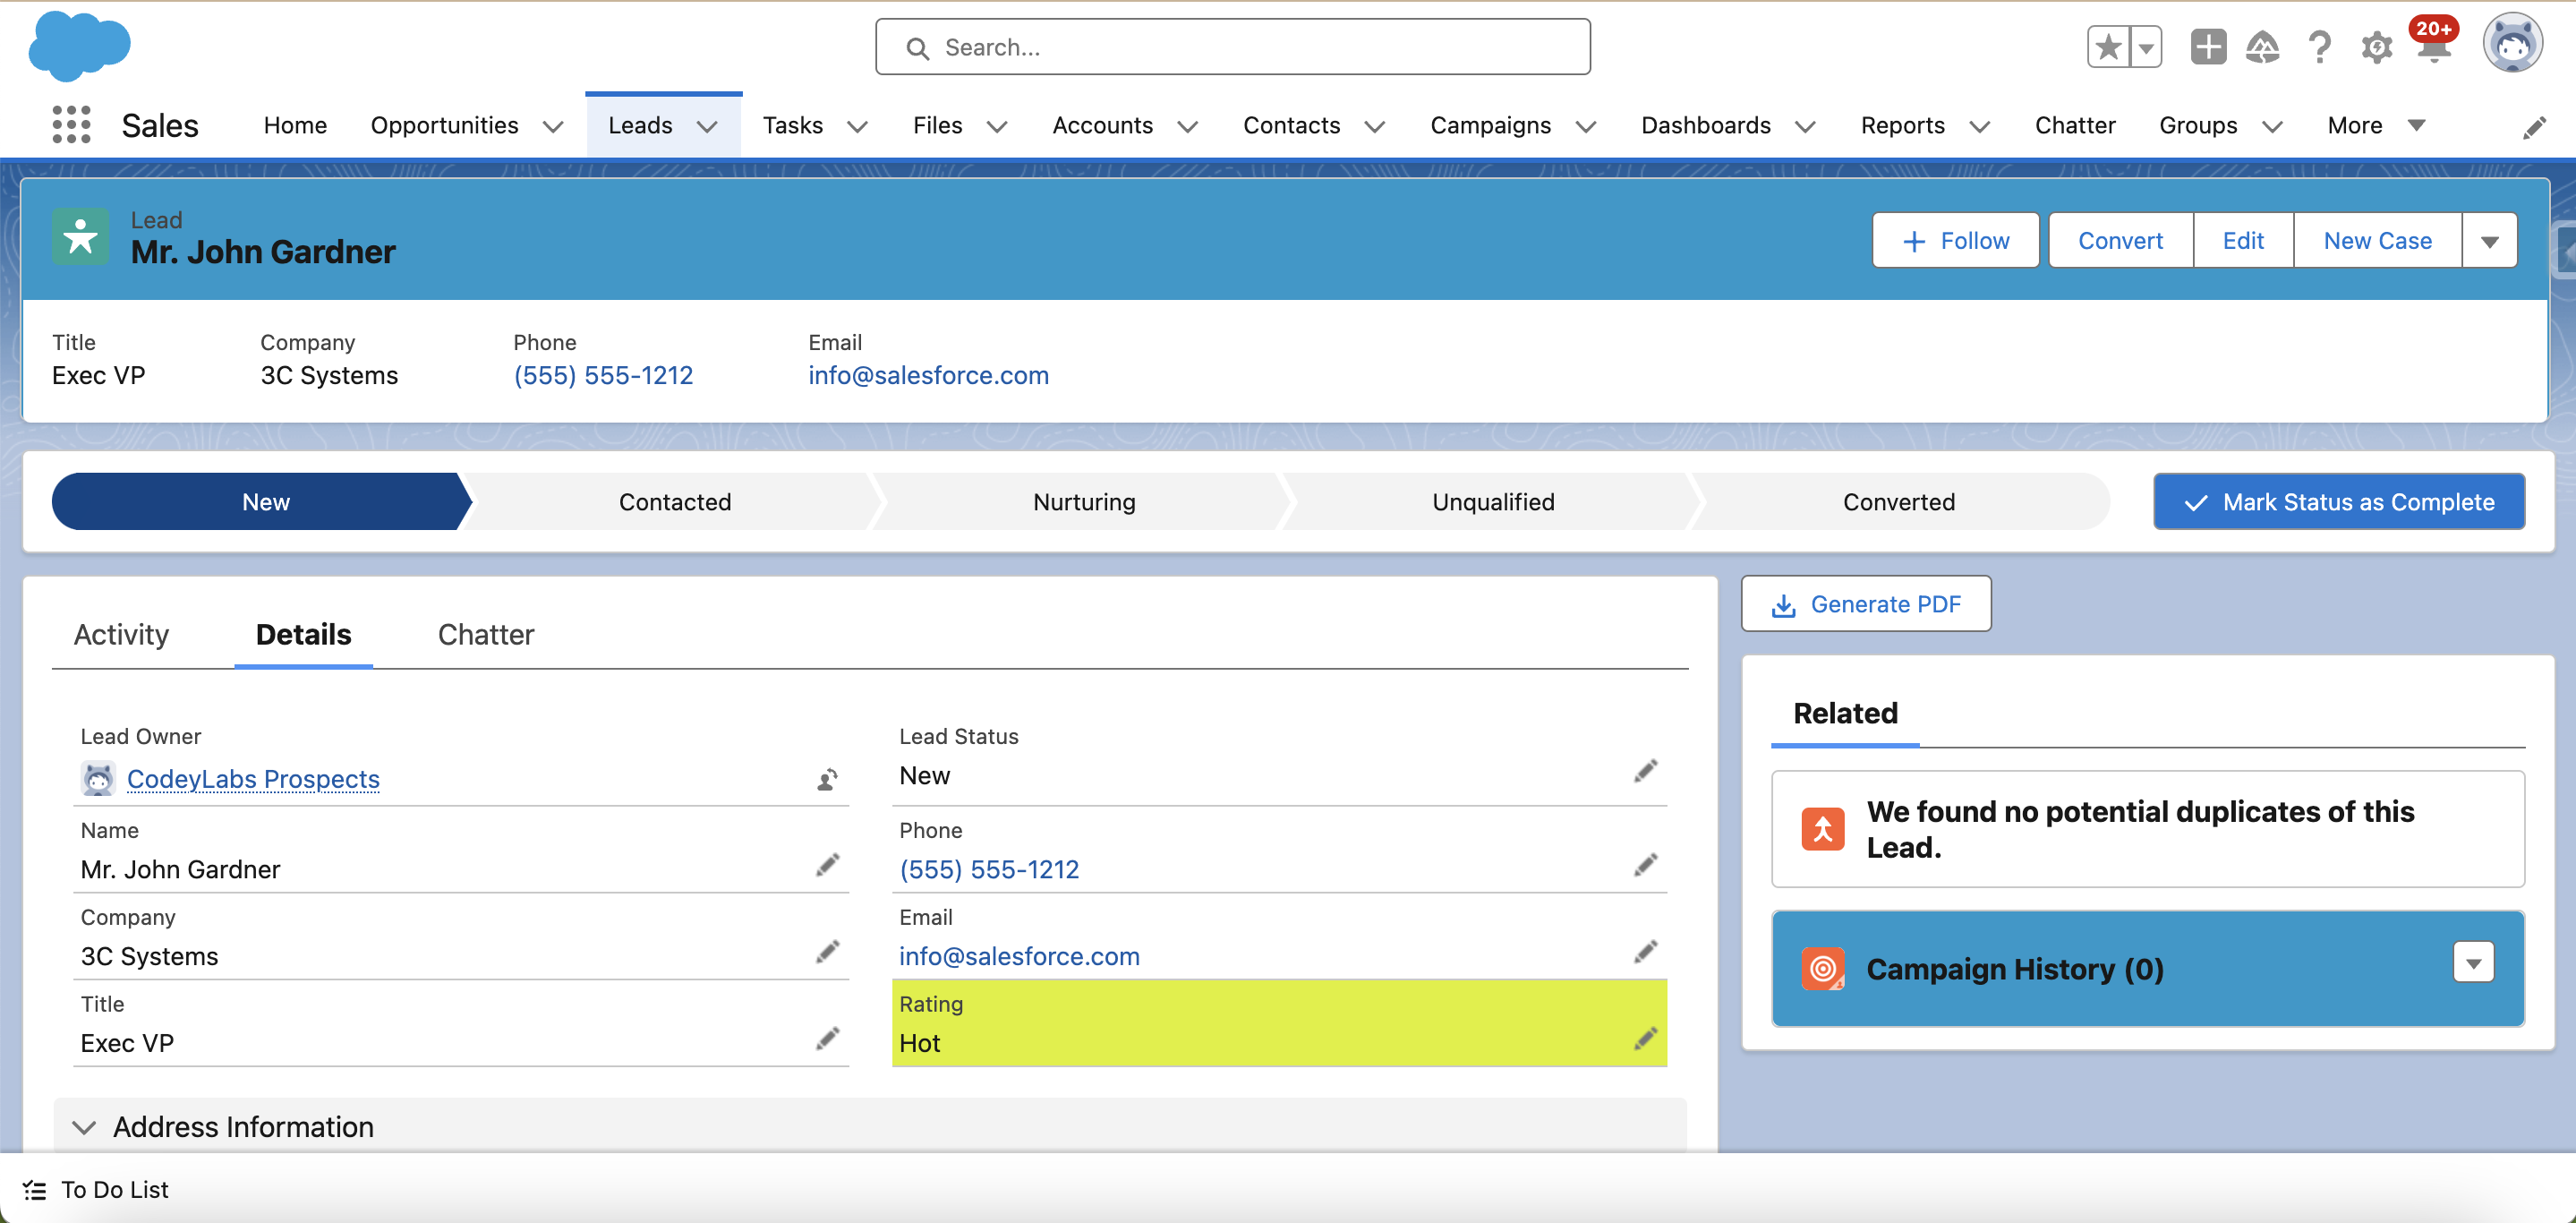 Search...
20+
Sales Home Opportunities Leads Tasks Files Accounts Contacts Campaigns Dashboards Reports Chatter Groups More
Lead
Mr. John Gardner
Follow Convert Edit New Case
Title Company Phone Email
Exec VP 3C Systems (555) 555-1212 info@salesforce.com
New Contacted Nurturing Unqualified Converted Mark Status as Complete
Activity Details Chatter
Lead Owner Lead Status
CodeyLabs Prospects New
Name Phone
Mr. John Gardner (555) 555-1212
Company Email
3C Systems info@salesforce.com
Title Rating
Exec VP Hot
Address Information
Generate PDF
Related
We found no potential duplicates of this
Lead.
Campaign History (0)
To Do List